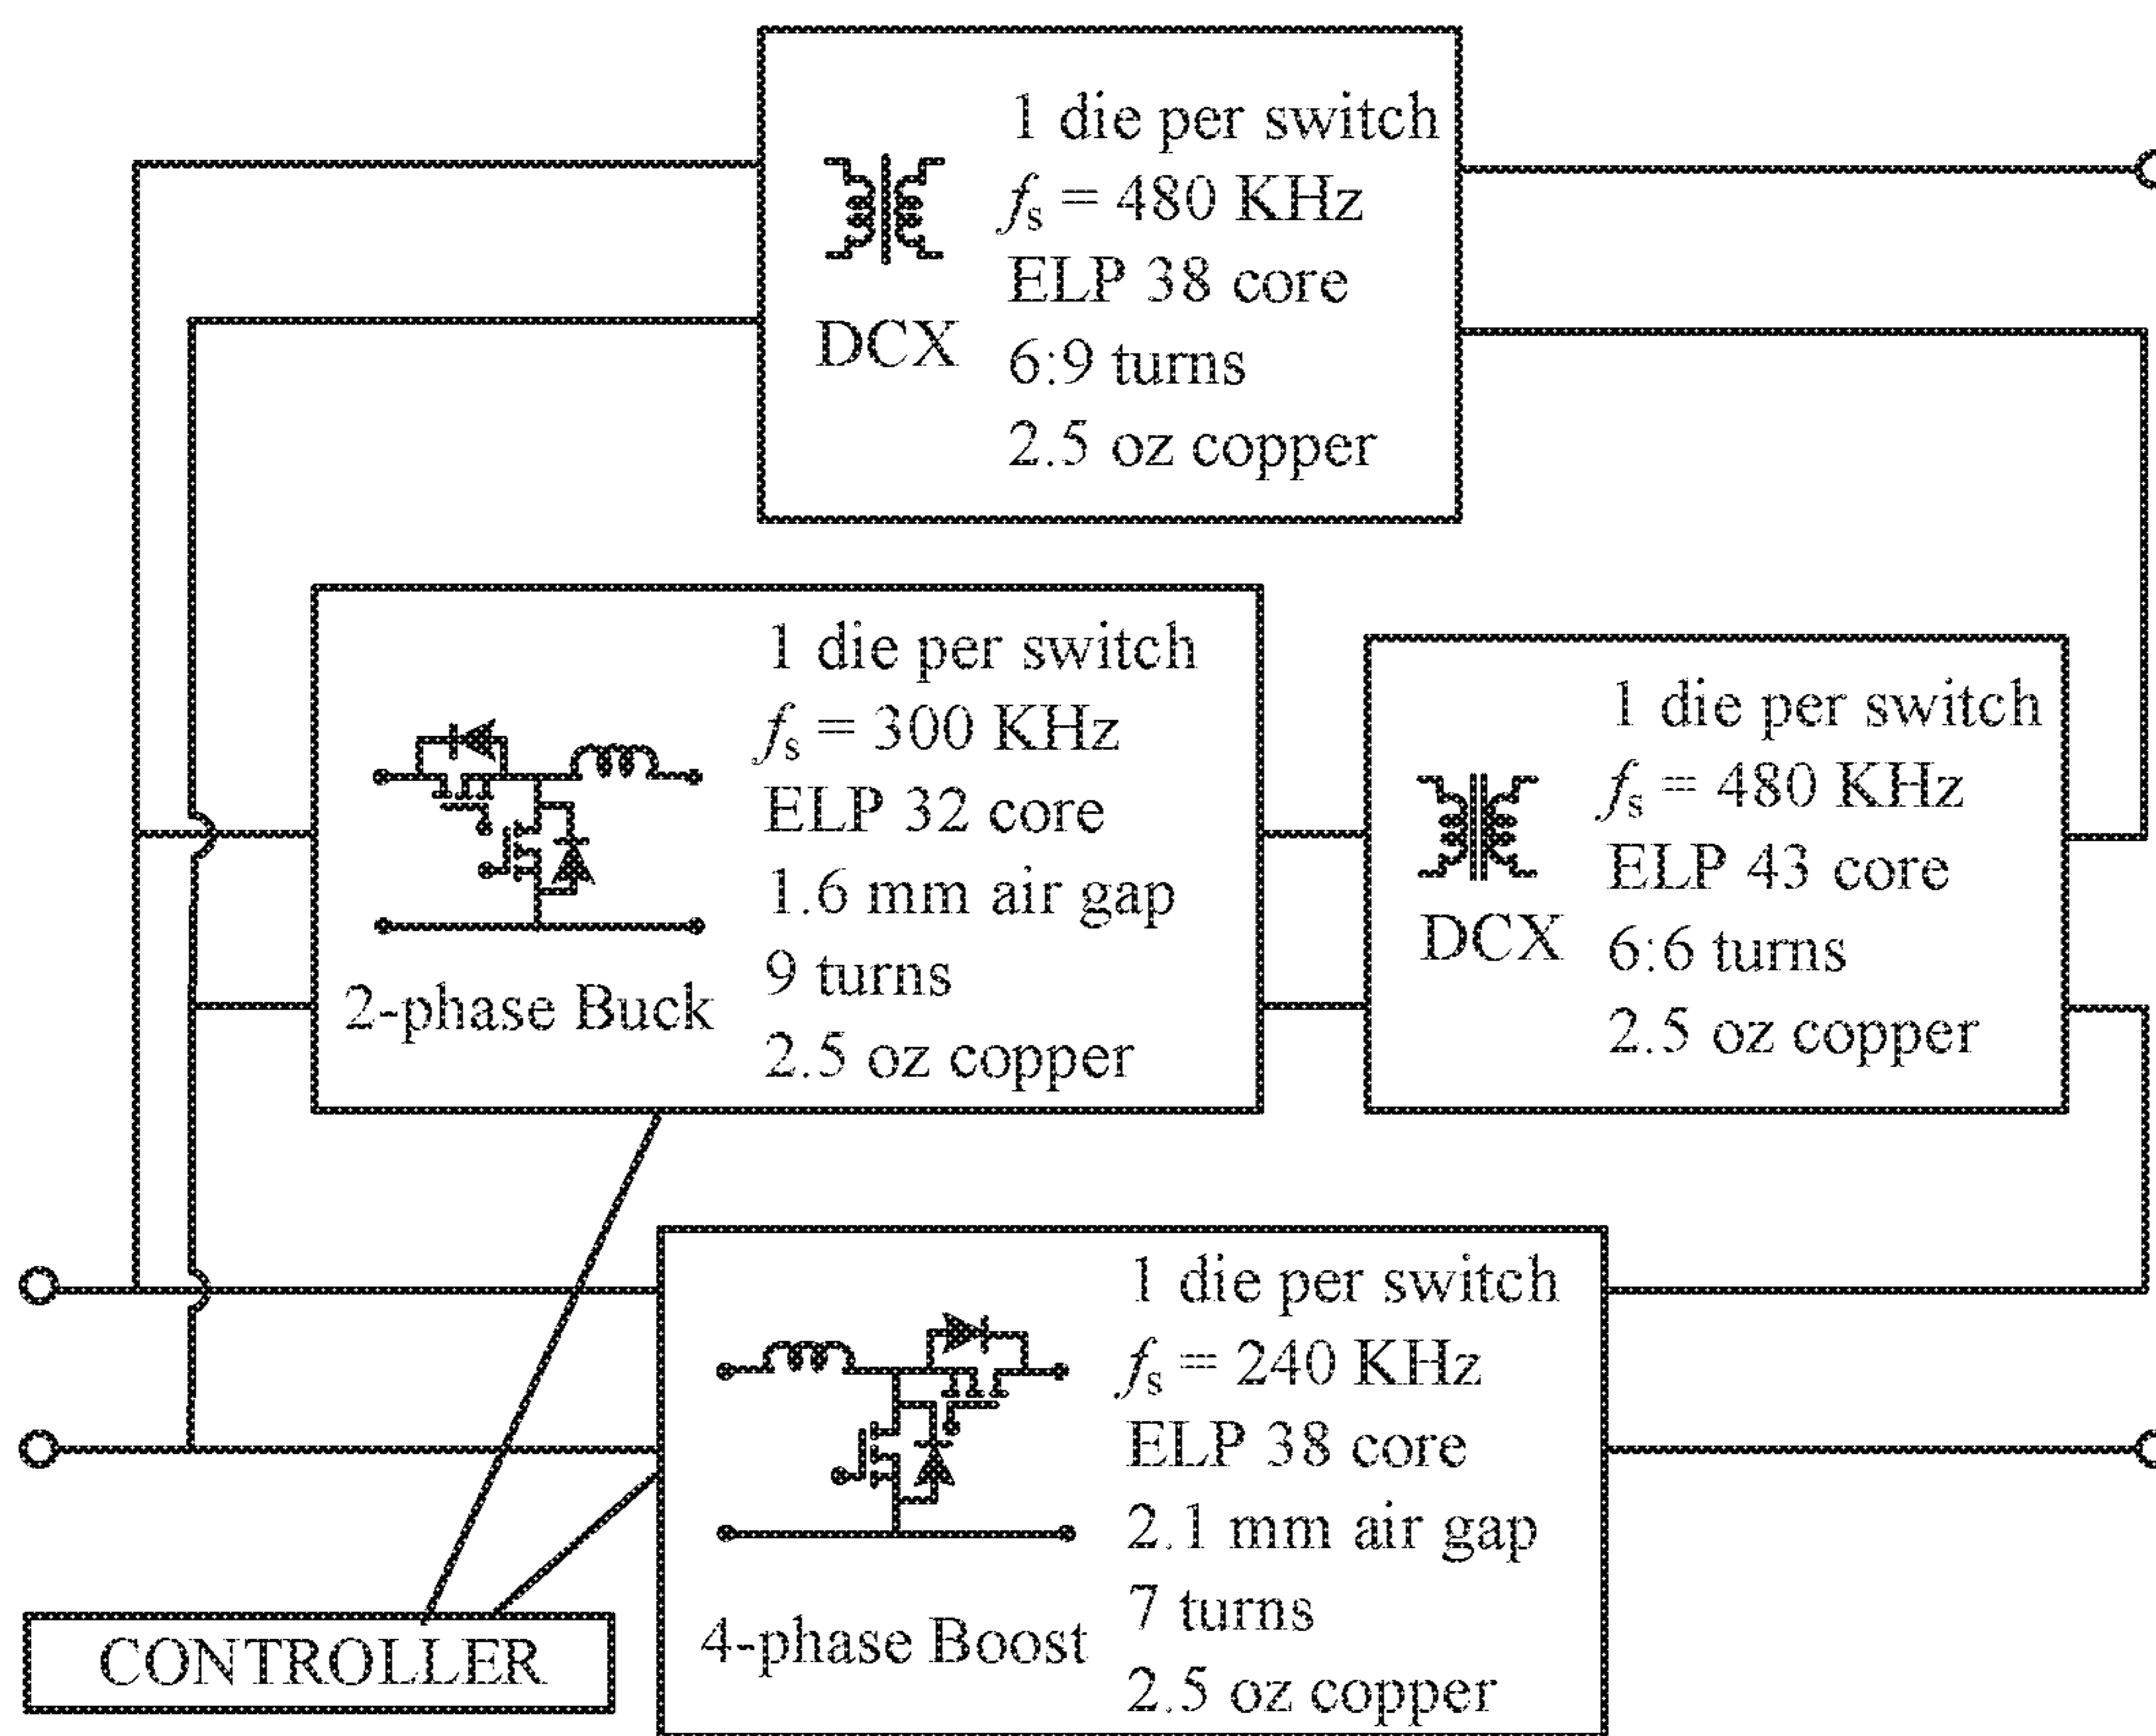 1 die per switch
fs = 480 KHz
ELP 38 core
DCX
6:9 turns
2.5 oz copper
1 die per switch
fs = 300 KHz
ELP 32 core
1.6 mm air gap
9 turns
2-phase Buck
2.5 oz copper
1 die per switch
fs = 480 KHz
ELP 43 core
DCX
6:6 turns
2.5 oz copper
1 die per switch
fs = 240 KHz
ELP 38 core
2.1 mm air gap
7 turns
4-phase Boost
2.5 oz copper
CONTROLLER